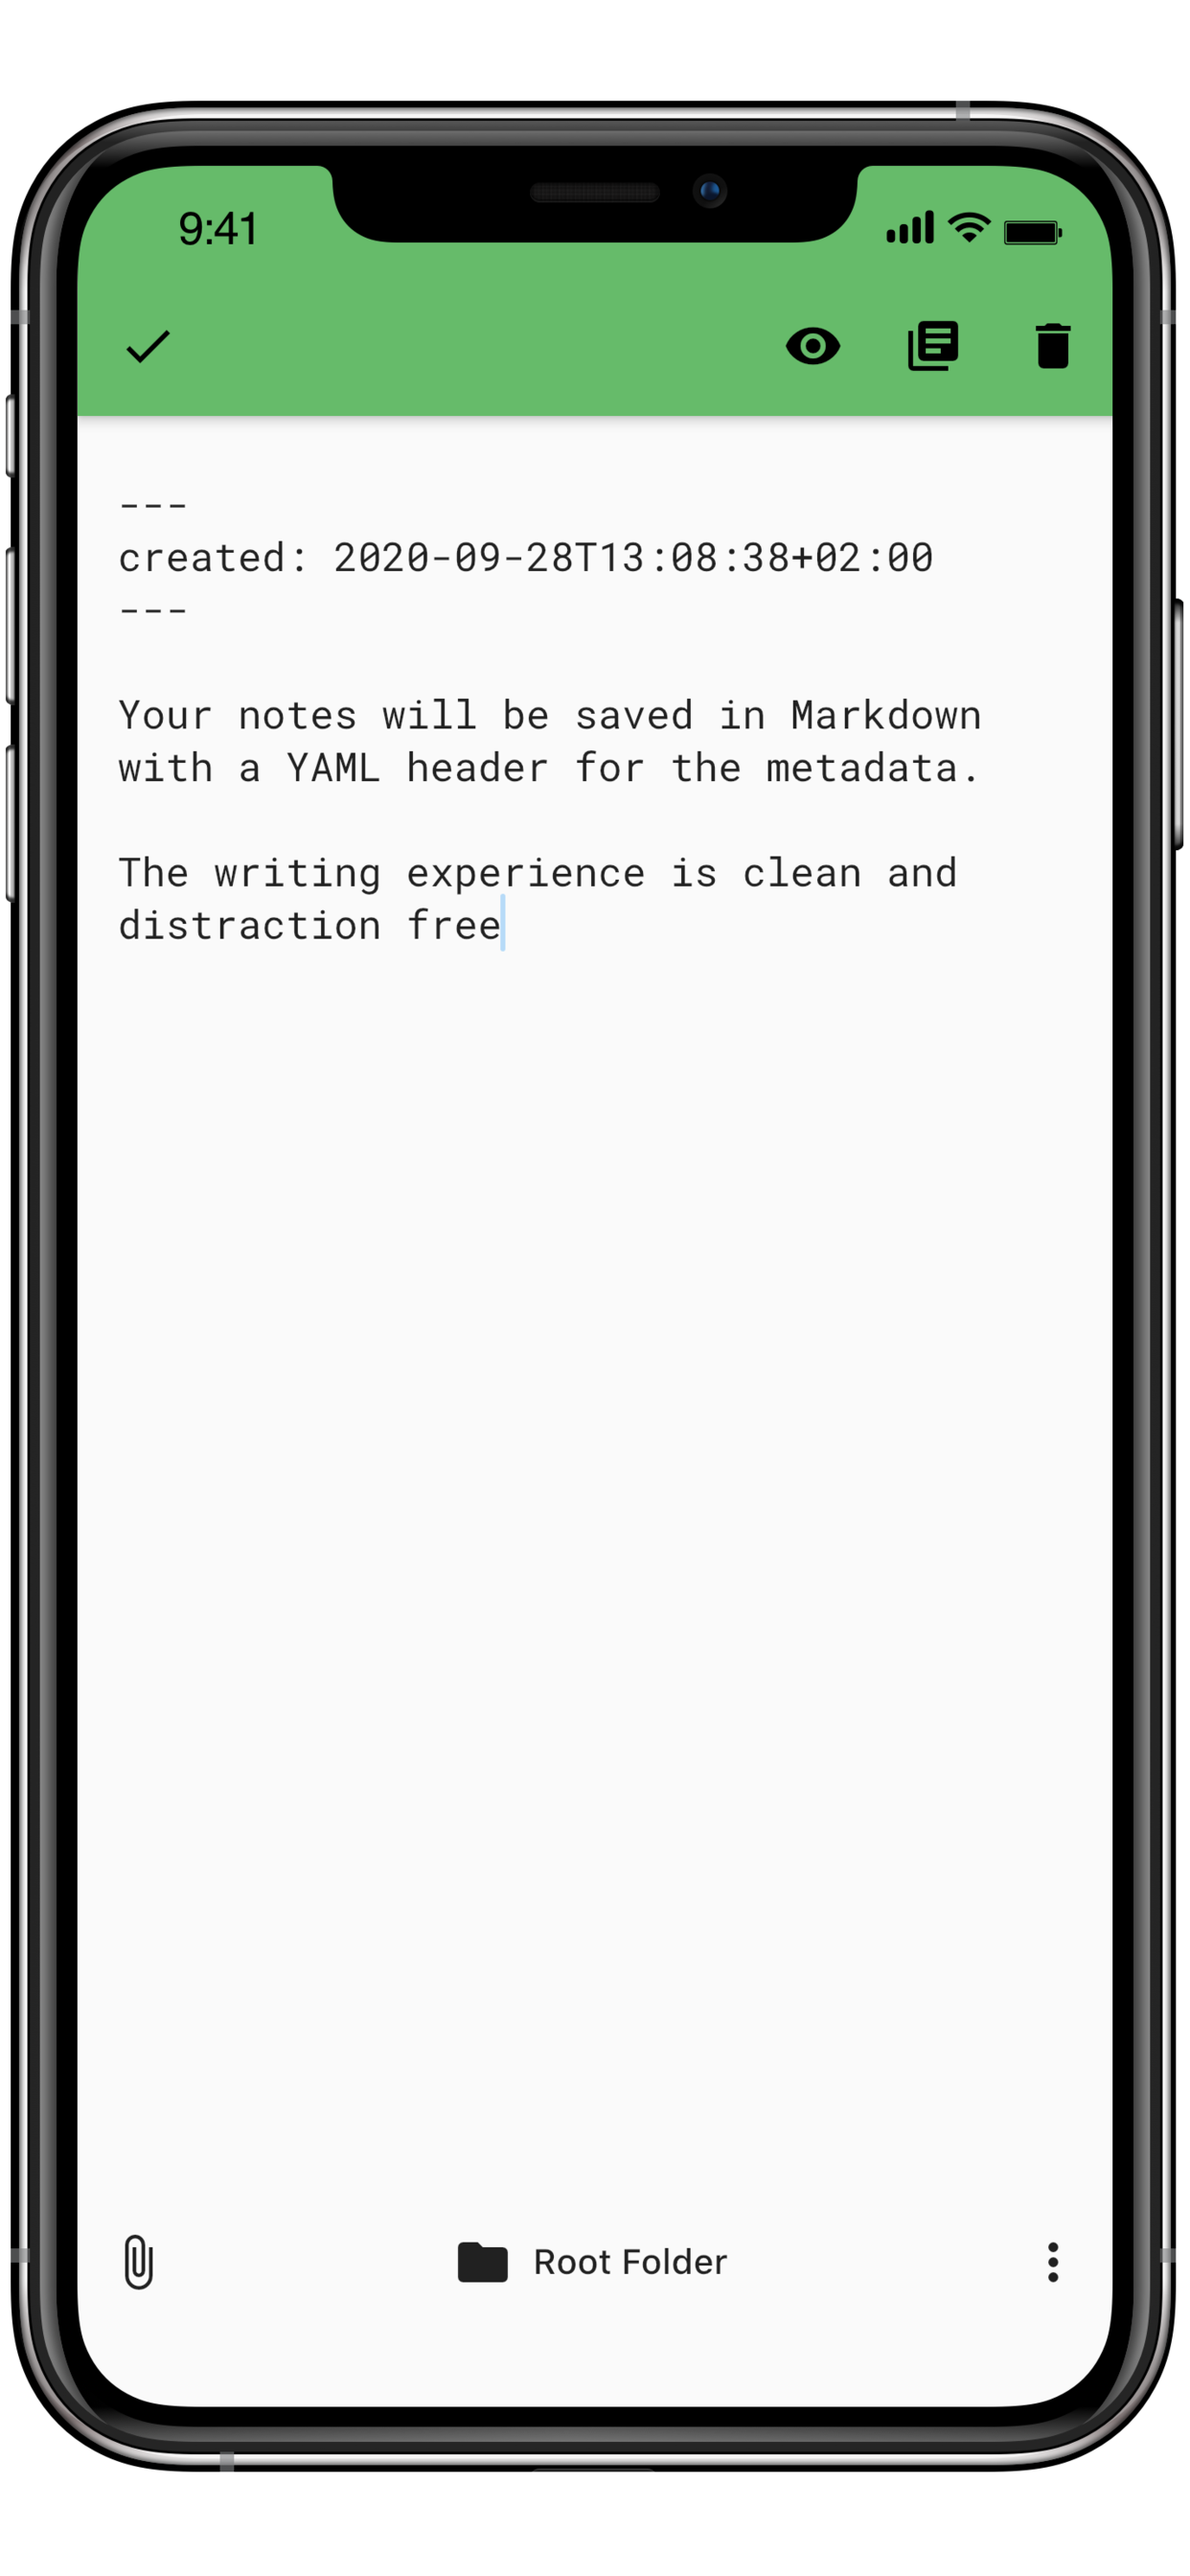 9:41
---
created: 2020-09-28T13:08:38+02:00
---
Your notes will be saved in Markdown
with a YAML header for the metadata.
The writing experience is clean and
distraction free
Root Folder